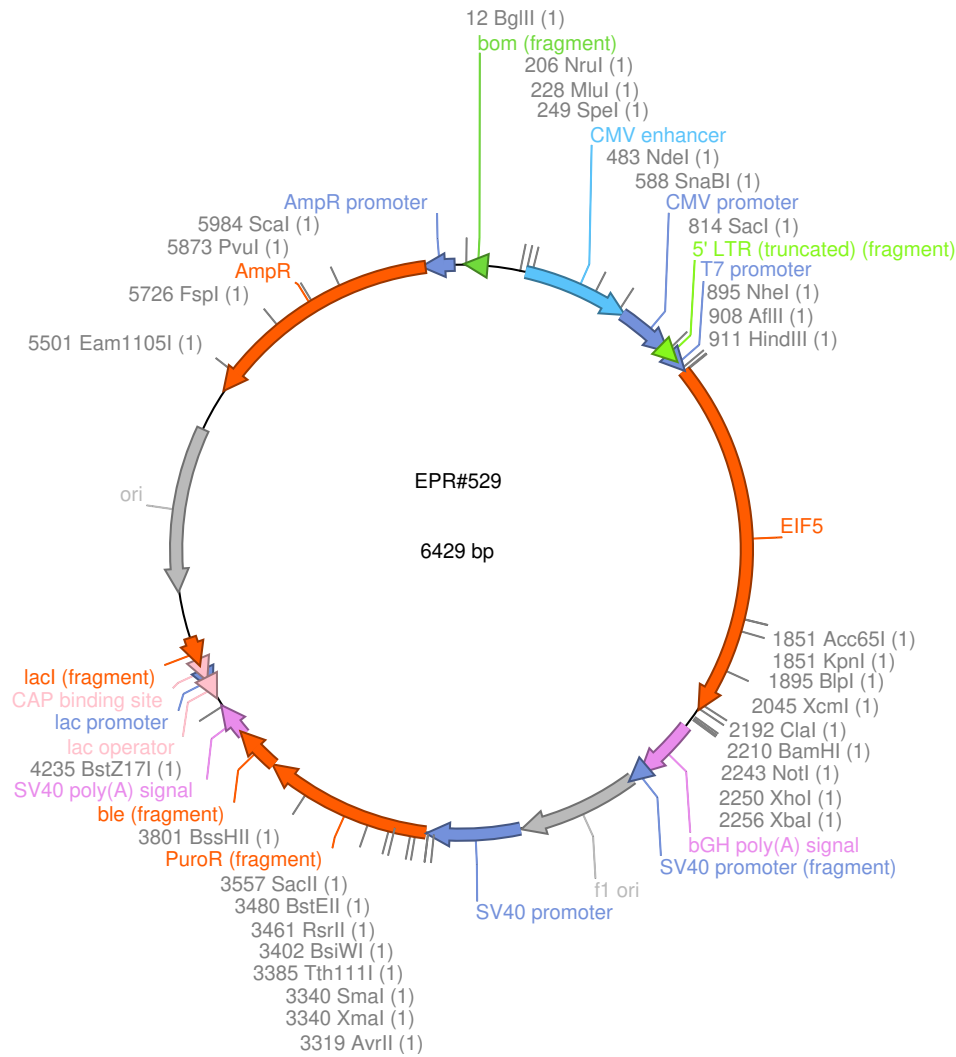 12 BglII (1)
bom (fragment)
206 NruI (1)
228 MluI (1)
249 SpeI (1)
CMV enhancer
483 NdeI (1)
588 SnaBI (1)
CMV promoter
814 SacI (1)
5' LTR (truncated) (fragment)
T7 promoter
895 NheI (1)
908 AflII (1)
911 HindIII (1)
EIF5
1851 Acc65I (1)
1851 KpnI (1)
1895 BlpI (1)
2045 XcmI (1)
2192 ClaI (1)
2210 BamHI (1)
2243 NotI (1)
2250 XhoI (1)
2256 XbaI (1)
bGH poly(A) signal
SV40 promoter (fragment)
f1 ori
SV40 promoter
3319 AvrII (1)
3340 XmaI (1)
3340 SmaI (1)
3385 Tth111I (1)
3402 BsiWI (1)
3461 RsrII (1)
3480 BstEII (1)
3557 SacII (1)
PuroR (fragment)
3801 BssHII (1)
ble (fragment)
SV40 poly(A) signal
4235 BstZ17I (1)
lac operator
lac promoter
CAP binding site
lacI (fragment)
ori
5501 Eam1105I (1)
5726 FspI (1)
AmpR
5873 PvuI (1)
5984 ScaI (1)
AmpR promoter
EPR#529
6429 bp